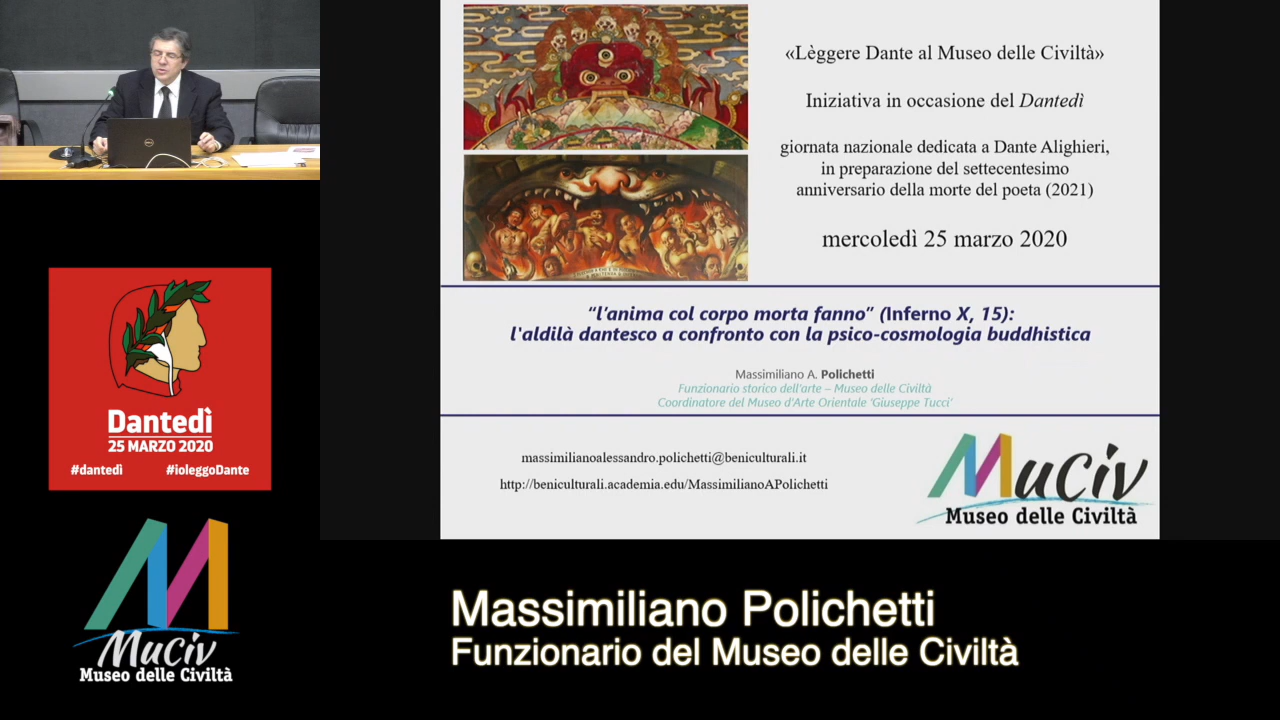 «Lèggere Dante al Museo delle Civiltà»
Iniziativa in occasione del Dantedì
giornata nazionale dedicata a Dante Alighieri,
in preparazione del settecentesimo
anniversario della morte del poeta (2021)
mercoledì 25 marzo 2020
“l'anima col corpo morta fanno” (Inferno X, 15):
l'aldilà dantesco a confronto con la psico-cosmologia buddhistica
Massimiliano A. Polichetti
Funzionario storico dell'arte – Museo delle Civiltà
Coordinatore del Museo d'Arte Orientale ‘Giuseppe Tucci’
massimilianoalessandro.polichetti@beniculturali.it
http://beniculturali.academia.edu/MassimilianoAPolichetti
MuCiv
Museo delle Civiltà
Dantedì
25 MARZO 2020
#dantedì #ioleggoDante
MuCiv
Museo delle Civiltà
Massimiliano Polichetti
Funzionario del Museo delle Civiltà